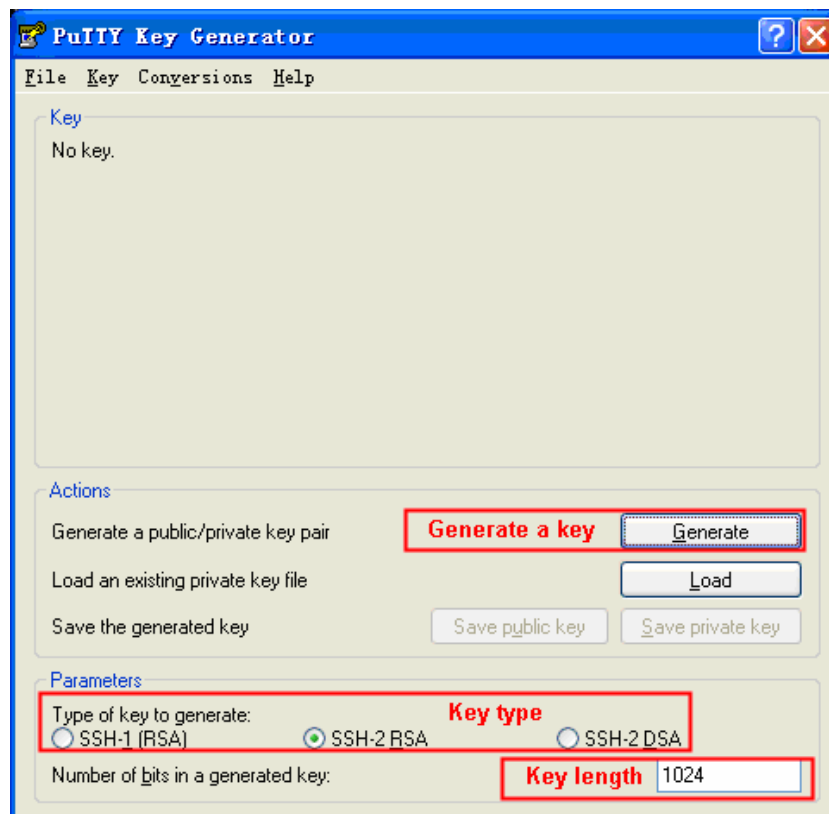 PuTTY Key Generator
File Key Conversions Help
Key
No key.
Actions
Generate a public/private key pair Generate a key Generate
Load an existing private key file Load
Save the generated key Save public key Save private key
Parameters
Type of key to generate: Key type
SSH-1 (RSA) SSH-2 RSA SSH-2 DSA
Number of bits in a generated key: Key length 1024